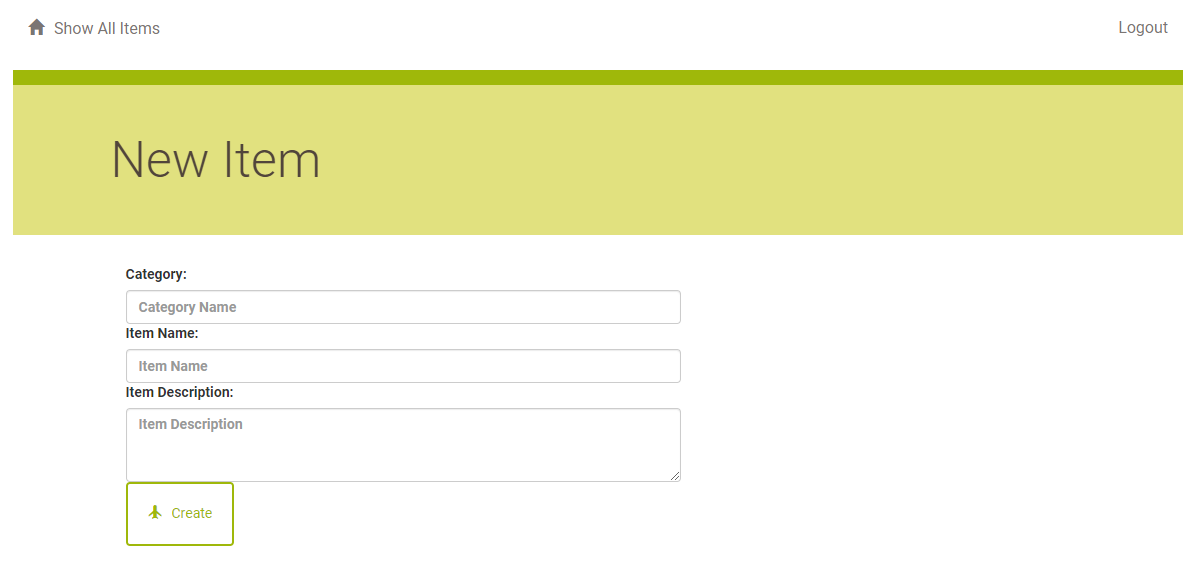 Show All Items
Logout
New Item
Category:
Category Name
Item Name:
Item Name
Item Description:
Item Description
Create